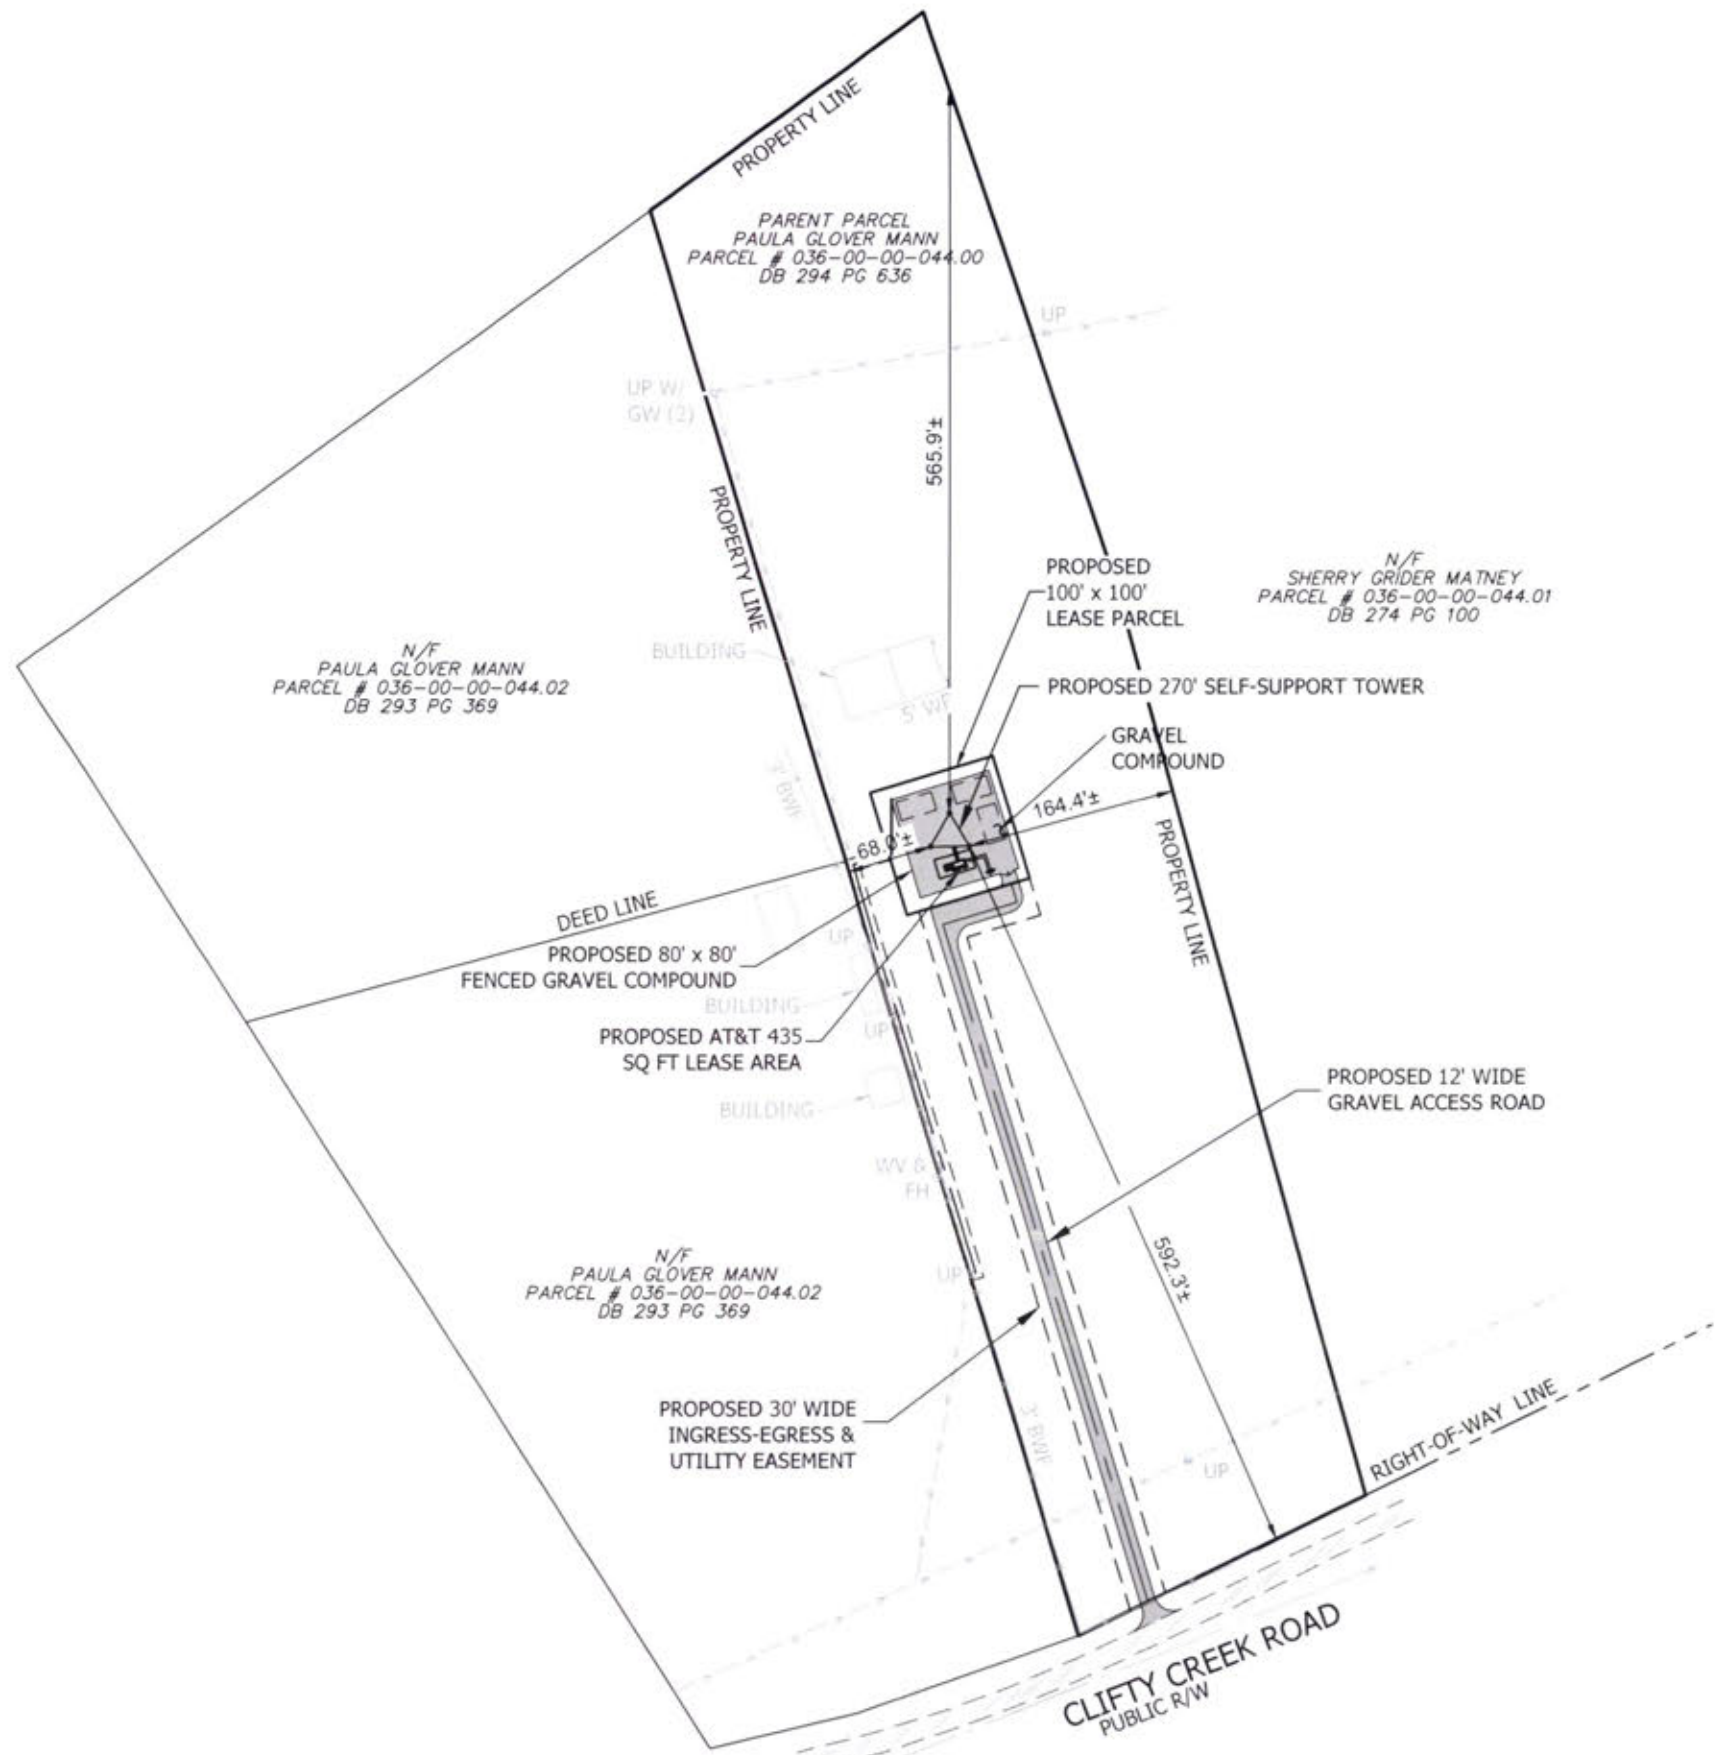 PROPERTY LINE
PARENT PARCEL
PAULA GLOVER MANN
PARCEL # 036-00-00-044.00
DB 294 PG 636
UP
UP W/
GW (2)
565.9'±
PROPERTY LINE
PROPOSED
100' x 100'
LEASE PARCEL
N/F
SHERRY GRIDER MATNEY
PARCEL # 036-00-00-044.01
DB 274 PG 100
N/F
PAULA GLOVER MANN
PARCEL # 036-00-00-044.02
DB 293 PG 369
BUILDING
PROPOSED 270' SELF-SUPPORT TOWER
5' WF
GRAVEL
COMPOUND
3' BWF
164.4'±
68.0'±
PROPERTY LINE
DEED LINE
UP
PROPOSED 80' x 80'
FENCED GRAVEL COMPOUND
BUILDING
UP
PROPOSED AT&T 435
SQ FT LEASE AREA
BUILDING
PROPOSED 12' WIDE
GRAVEL ACCESS ROAD
WV &
FH
592.3'±
N/F
PAULA GLOVER MANN
PARCEL # 036-00-00-044.02
DB 293 PG 369
UP
PROPOSED 30' WIDE
INGRESS-EGRESS &
UTILITY EASEMENT
3' BWF
UP
RIGHT-OF-WAY LINE
CLIFTY CREEK ROAD
PUBLIC R/W